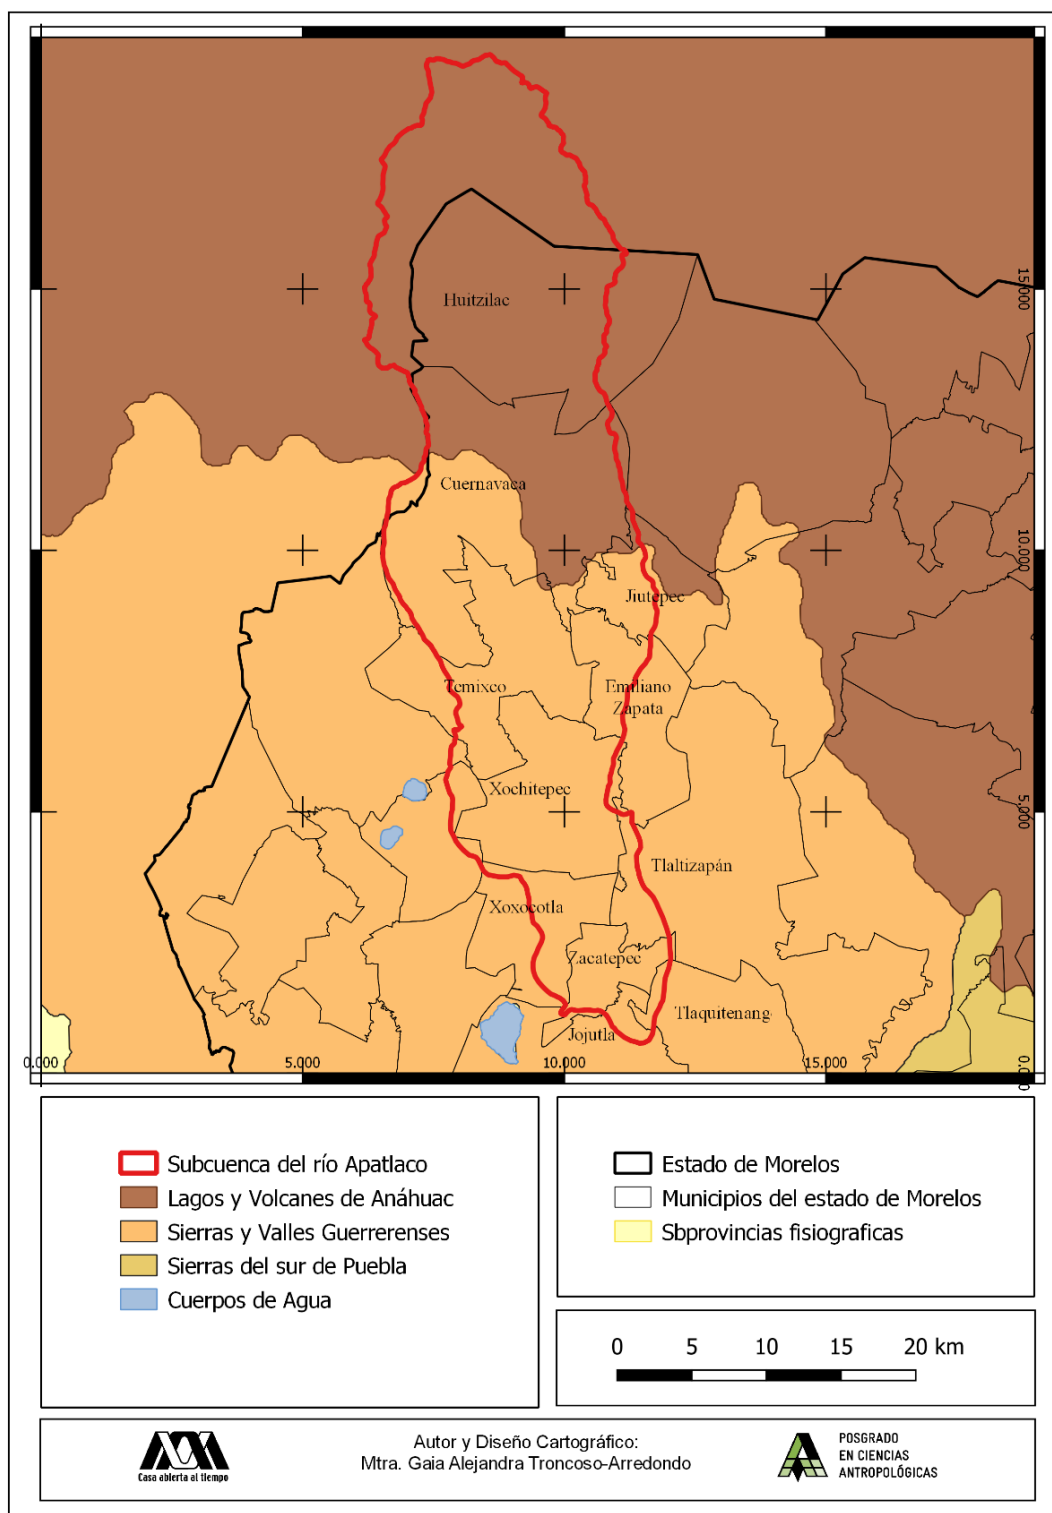 Huitzilac
15.000
Cuernavaca
10.000
Jiutepec
Temixco
Emiliano
Zapata
Xochitepec
5.000
Tlaltizapán
Xoxocotla
Zacatepec
Tlaquitenang
Jojutla
0.000
5.000
10.000
15.000
0.000
Subcuenca del río Apatlaco
Lagos y Volcanes de Anáhuac
Sierras y Valles Guerrerenses
Sierras del sur de Puebla
Cuerpos de Agua
Estado de Morelos
Municipios del estado de Morelos
Sbprovincias fisiograficas
0 5 10 15 20 km
Casa abierta al tiempo
Autor y Diseño Cartográfico:
Mtra. Gaia Alejandra Troncoso-Arredondo
POSGRADO
EN CIENCIAS
ANTROPOLÓGICAS